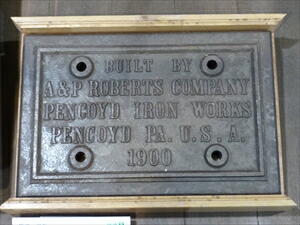 BUILT BY
A&P ROBERTS COMPANY
PENCOYD IRON WORKS
PENCOYD PA. U.S.A.
1900